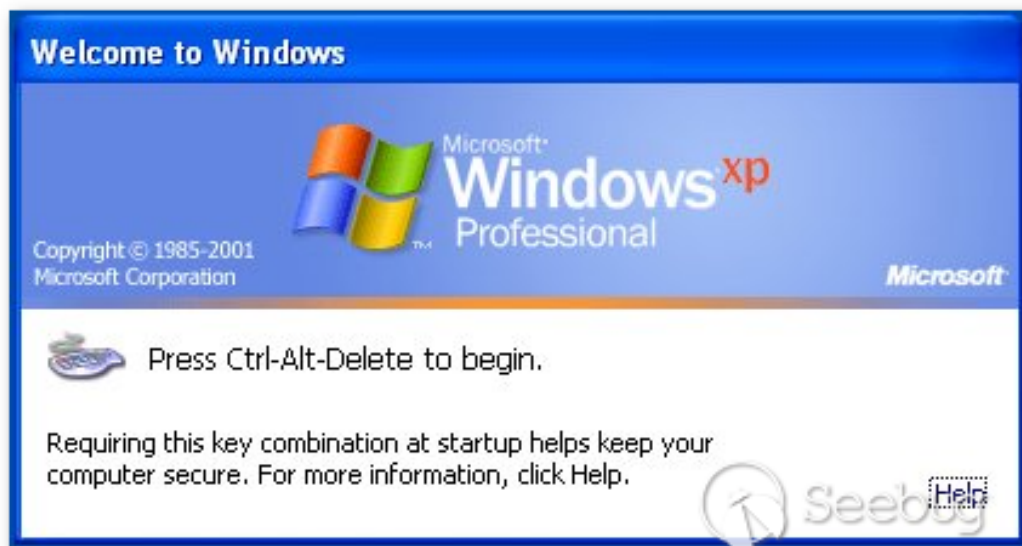 Welcome to Windows
Microsoft®
Windows xp
Professional
TM
Copyright © 1985-2001
Microsoft Corporation
Microsoft
Press Ctrl-Alt-Delete to begin.
Requiring this key combination at startup helps keep your
computer secure. For more information, click Help.
Help
Seebug